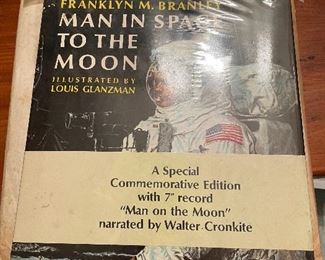 FRANKLYN M. BRANLEY
MAN IN SPACE
TO THE
MOON
ILLUSTRATED BY
LOUIS GLANZMAN
A Special
Commemorative Edition
with 7" record
"Man on the Moon"
narrated by Walter Cronkite